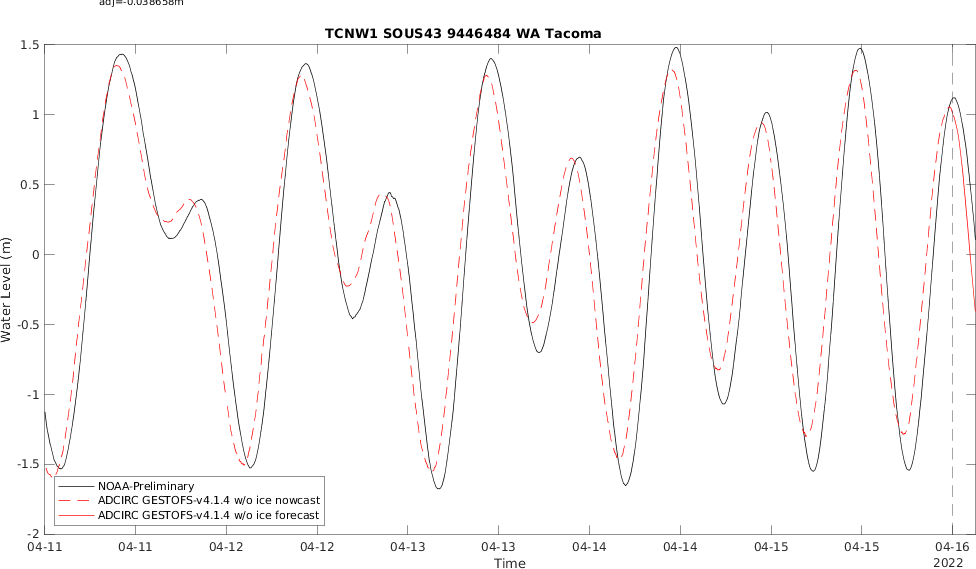 adj=-0.038658m
TCNW1 SOUS43 9446484 WA Tacoma
1.5
1
0.5
0
-0.5
-1
-1.5
-2
Water Level (m)
NOAA-Preliminary
ADCIRC GESTOFS-v4.1.4 w/o ice nowcast
ADCIRC GESTOFS-v4.1.4 w/o ice forecast
04-11 04-11 04-12 04-12 04-13 04-13 04-14 04-14 04-15 04-15 04-16
Time
2022